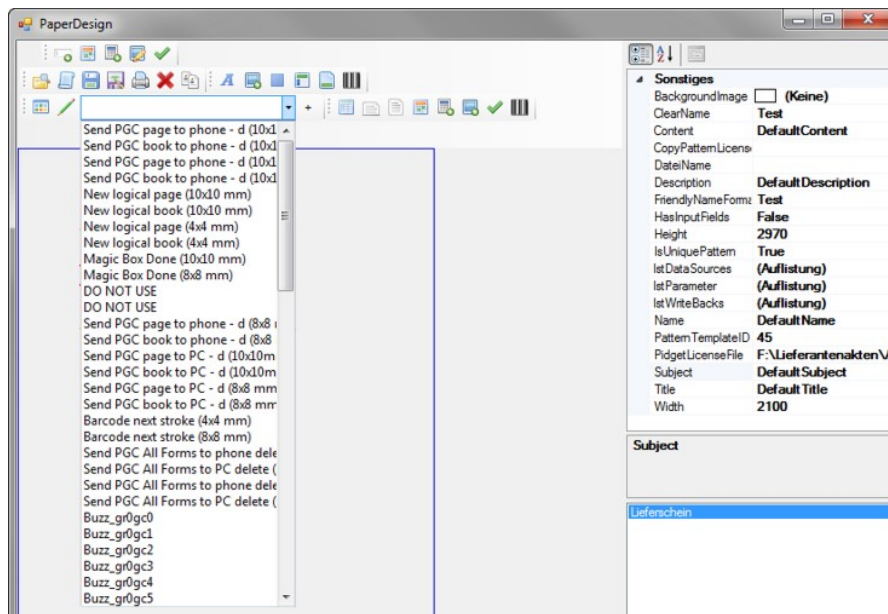 PaperDesign
Send PGC page to phone - d (10x1
Send PGC book to phone - d (10x1
Send PGC page to phone - d (10x1
Send PGC book to phone - d (10x1
New logical page (10x10 mm)
New logical book (10x10 mm)
New logical page (4x4 mm)
New logical book (4x4 mm)
Magic Box Done (10x10 mm)
Magic Box Done (8x8 mm)
DO NOT USE
DO NOT USE
Send PGC page to phone - d (8x8
Send PGC book to phone - d (8x8
Send PGC page to PC - d (10x10m
Send PGC book to PC - d (10x10m
Send PGC page to PC - d (8x8 mm
Send PGC book to PC - d (8x8 mm
Barcode next stroke (4x4 mm)
Barcode next stroke (8x8 mm)
Send PGC All Forms to phone dele
Send PGC All Forms to PC delete (
Send PGC All Forms to phone dele
Send PGC All Forms to PC delete (
Buzz_gr0gc0
Buzz_gr0gc1
Buzz_gr0gc2
Buzz_gr0gc3
Buzz_gr0gc4
Buzz_gr0gc5
Sonstiges
BackgroundImage (Keine)
ClearName Test
Content DefaultContent
CopyPatternLicens
DateiName
Description DefaultDescription
FriendlyNameForma Test
HasInputFields False
Height 2970
IsUniquePattern True
lstDataSources (Auflistung)
lstParameter (Auflistung)
lstWriteBacks (Auflistung)
Name DefaultName
PatternTemplateID 45
PidgetLicenseFile F:\Lieferantenakten\
Subject DefaultSubject
Title DefaultTitle
Width 2100
Subject
Lieferschein